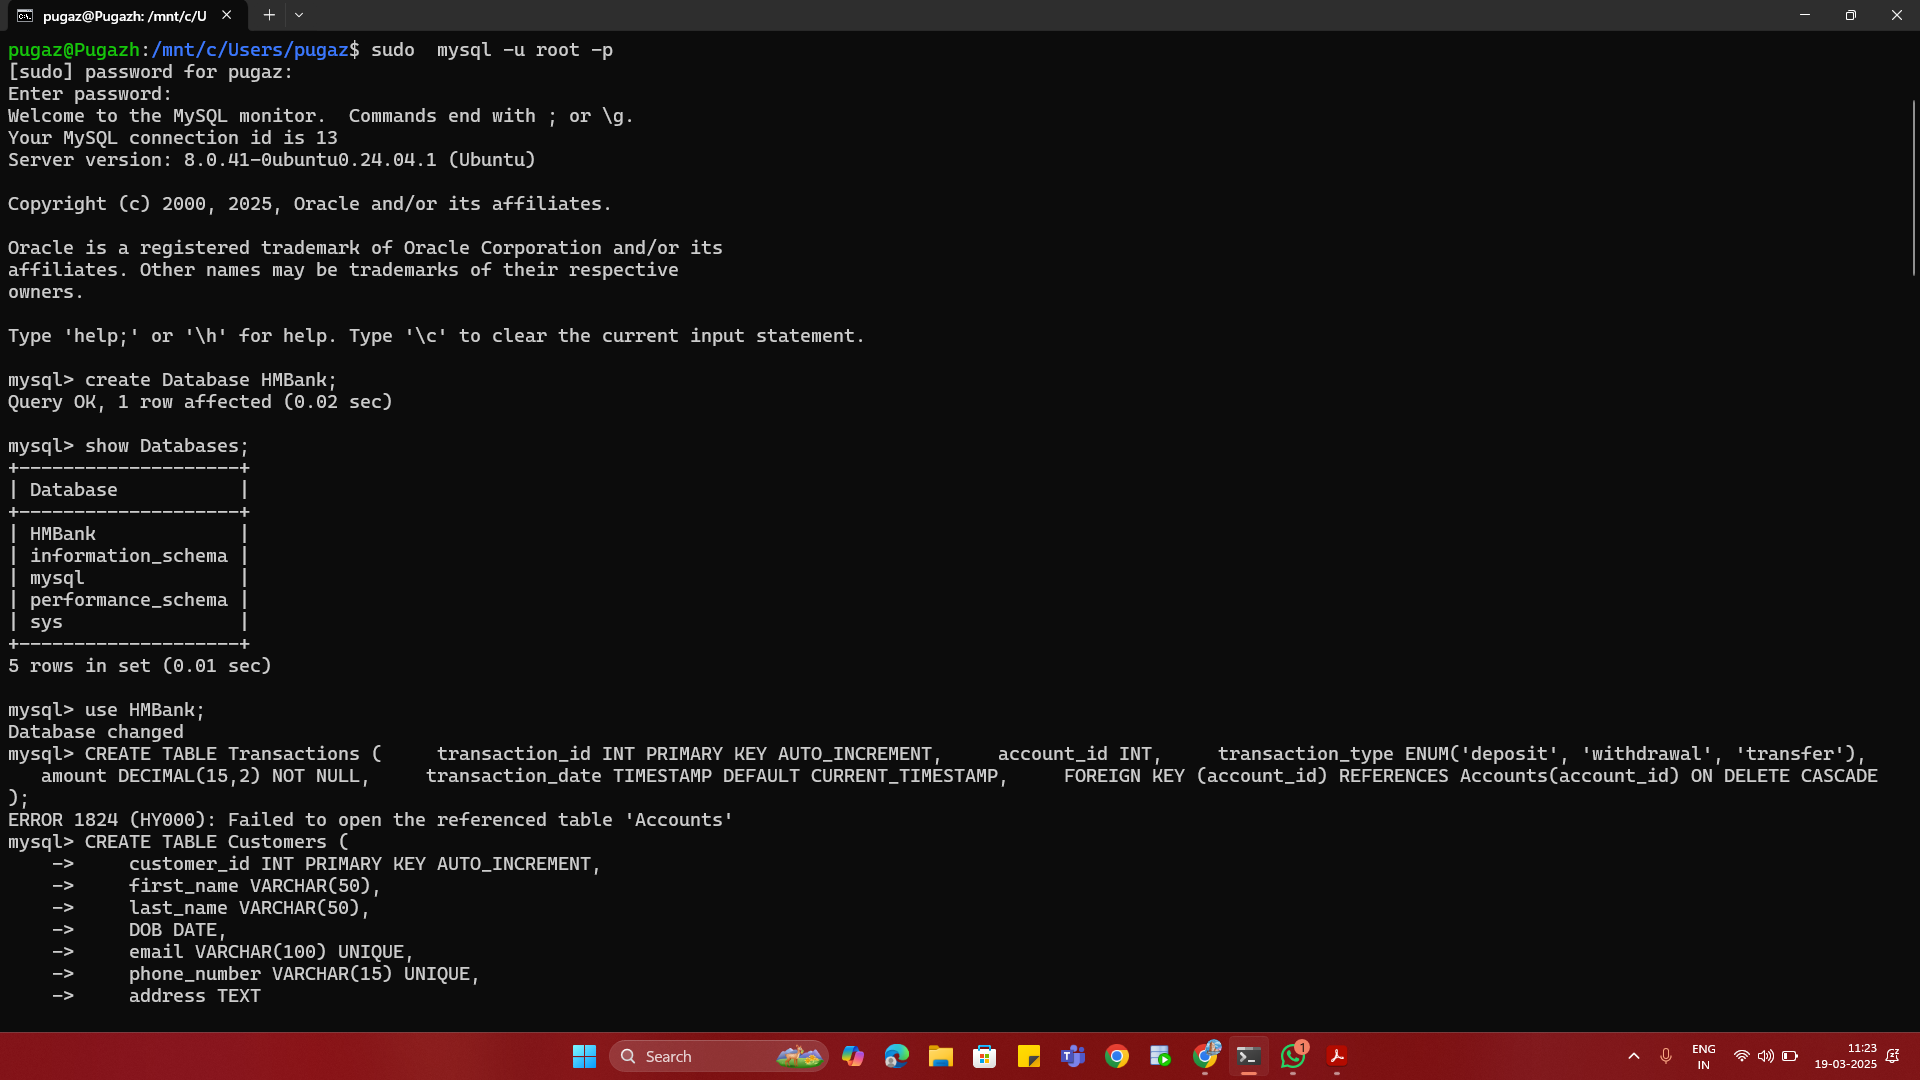 pugaz@Pugazh: /mnt/c/U
pugaz@Pugazh:/mnt/c/Users/pugaz$ sudo  mysql -u root -p
[sudo] password for pugaz:
Enter password:
Welcome to the MySQL monitor.  Commands end with ; or \g.
Your MySQL connection id is 13
Server version: 8.0.41-0ubuntu0.24.04.1 (Ubuntu)
Copyright (c) 2000, 2025, Oracle and/or its affiliates.
Oracle is a registered trademark of Oracle Corporation and/or its
affiliates. Other names may be trademarks of their respective
owners.
Type 'help;' or '\h' for help. Type '\c' to clear the current input statement.
mysql> create Database HMBank;
Query OK, 1 row affected (0.02 sec)
mysql> show Databases;
+--------------------+
| Database           |
+--------------------+
| HMBank             |
| information_schema |
| mysql              |
| performance_schema |
| sys                |
+--------------------+
5 rows in set (0.01 sec)
mysql> use HMBank;
Database changed
mysql> CREATE TABLE Transactions (     transaction_id INT PRIMARY KEY AUTO_INCREMENT,     account_id INT,     transaction_type ENUM('deposit', 'withdrawal', 'transfer'),
   amount DECIMAL(15,2) NOT NULL,     transaction_date TIMESTAMP DEFAULT CURRENT_TIMESTAMP,     FOREIGN KEY (account_id) REFERENCES Accounts(account_id) ON DELETE CASCADE
);
ERROR 1824 (HY000): Failed to open the referenced table 'Accounts'
mysql> CREATE TABLE Customers (
    ->     customer_id INT PRIMARY KEY AUTO_INCREMENT,
    ->     first_name VARCHAR(50),
    ->     last_name VARCHAR(50),
    ->     DOB DATE,
    ->     email VARCHAR(100) UNIQUE,
    ->     phone_number VARCHAR(15) UNIQUE,
    ->     address TEXT
Search
1
ENG
IN
11:23
19-03-2025